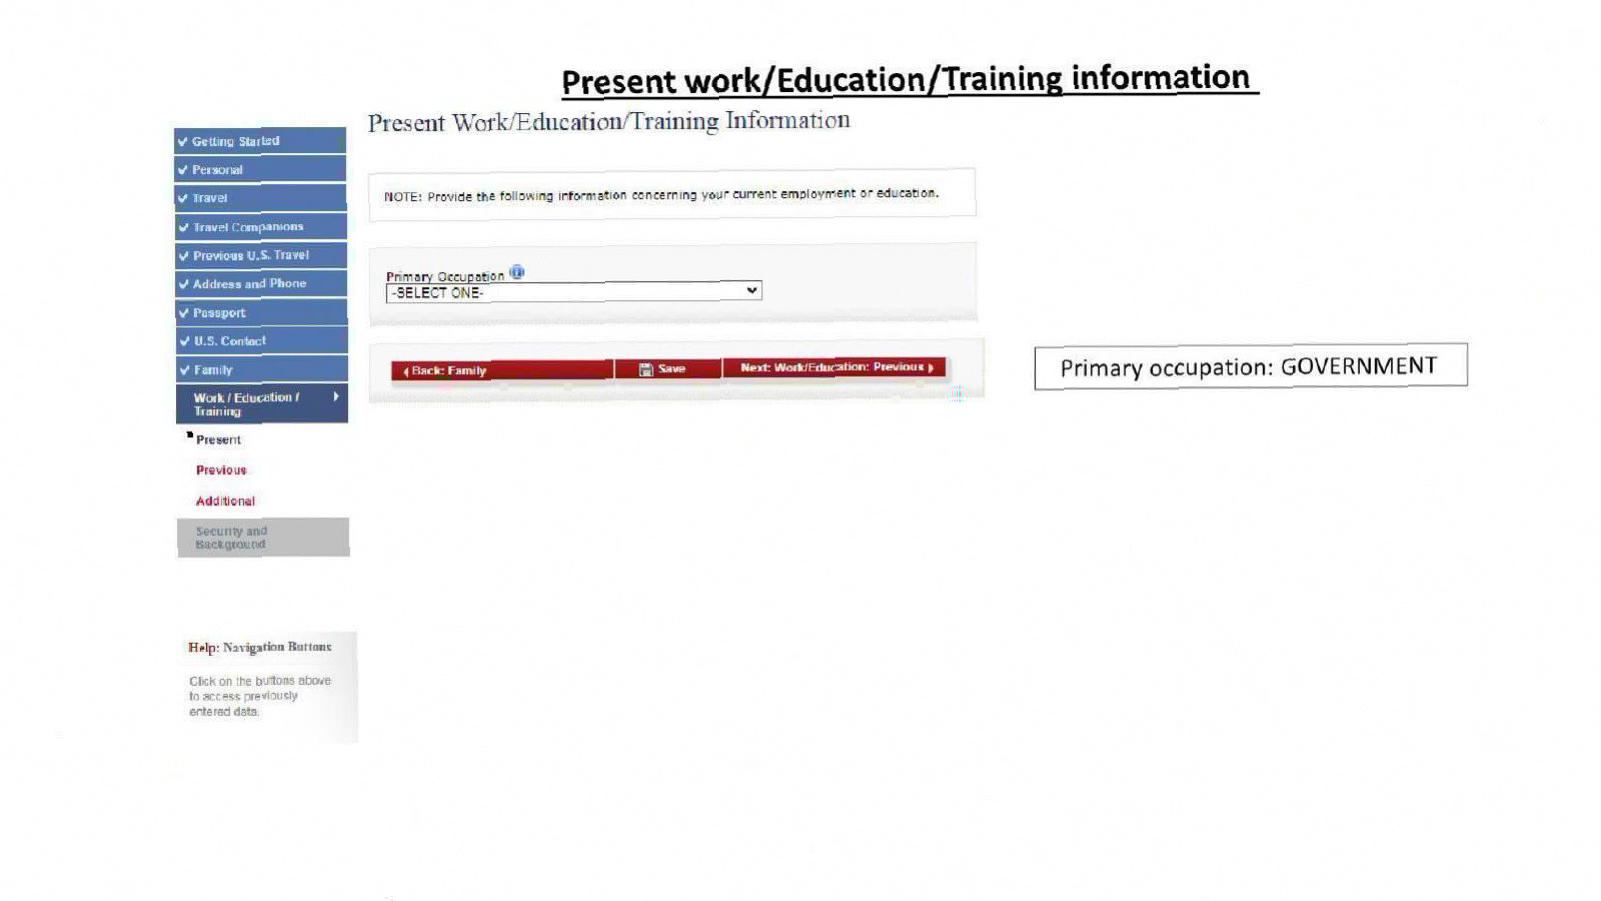 Present work/Education/Training information
Present Work/Education/Training Information
Getting Started
Personal
Travel
Travel Companions
Previous U.S. Travel
Address and Phone
Passport
U.S. Contact
Family
Work / Education /
Training
Present
Previous
Additional
Security and
Background
NOTE: Provide the following information concerning your current employment or education.
Primary Occupation
-SELECT ONE-
Back: Family
Save
Next: Work/Education: Previous
Primary occupation: GOVERNMENT
Help: Navigation Buttons
Click on the buttons above
to access previously
entered data.